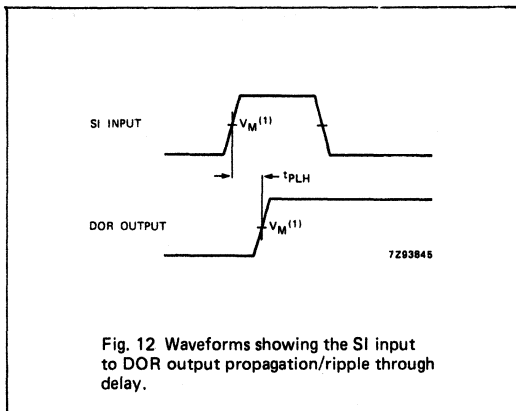 SI INPUT
VM(1)
tPLH
DOR OUTPUT
VM(1)
7Z93845
Fig. 12 Waveforms showing the SI input
to DOR output propagation/ripple through
delay.